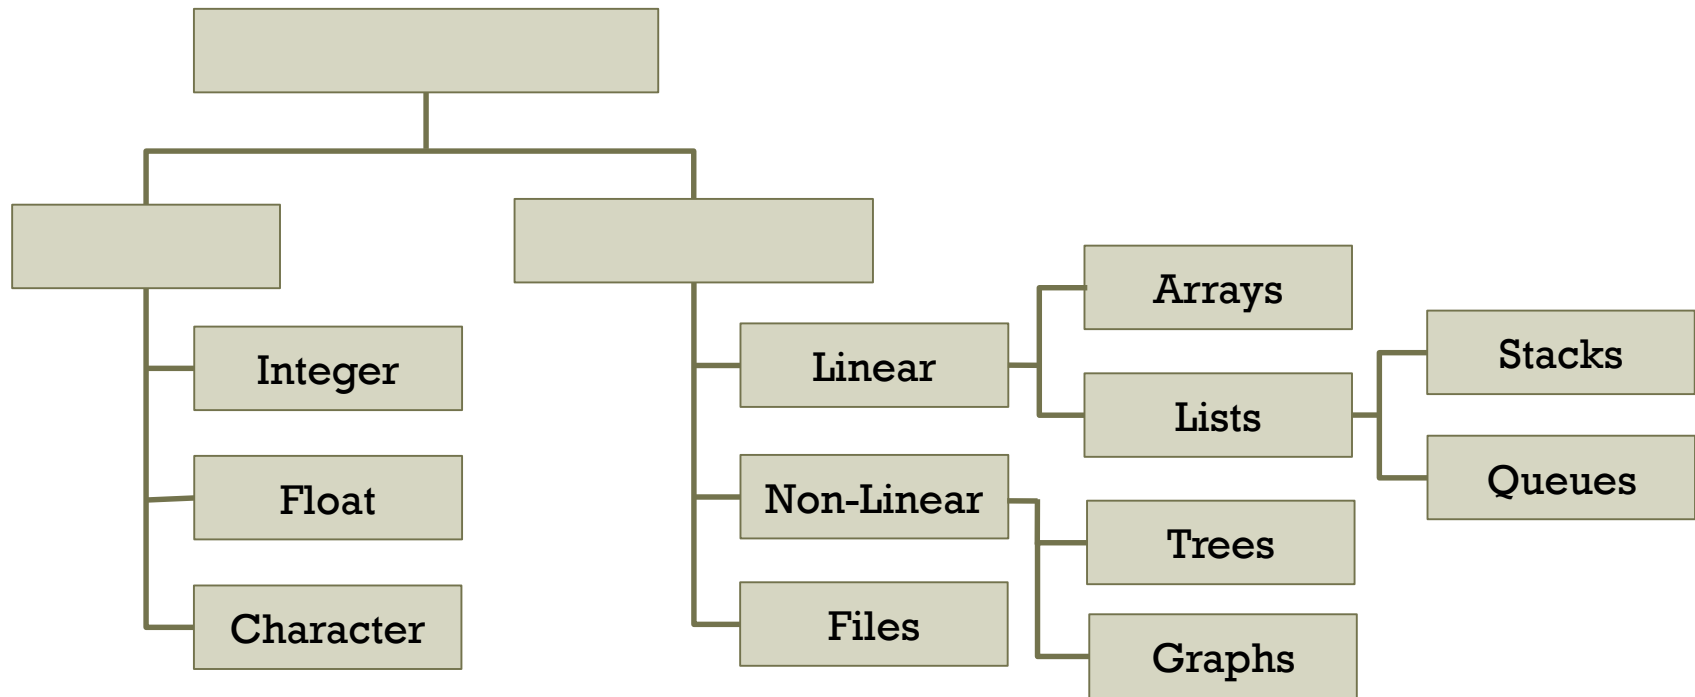 Integer
Float
Character
Linear
Non-Linear
Files
Arrays
Lists
Trees
Graphs
Stacks
Queues